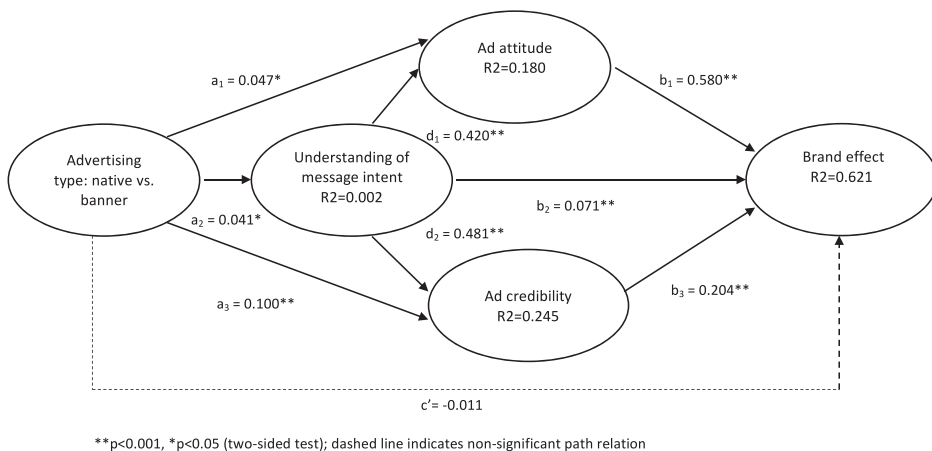 Ad attitude
R2=0.180
a₁ = 0.047*
b₁ = 0.580**
d₁ = 0.420**
Advertising
type: native vs.
banner
Understanding of
message intent
R2=0.002
Brand effect
R2=0.621
a₂ = 0.041*
b₂ = 0.071**
d₂ = 0.481**
Ad credibility
R2=0.245
a₃ = 0.100**
b₃ = 0.204**
c’= -0.011
**p<0.001, *p<0.05 (two-sided test); dashed line indicates non-significant path relation